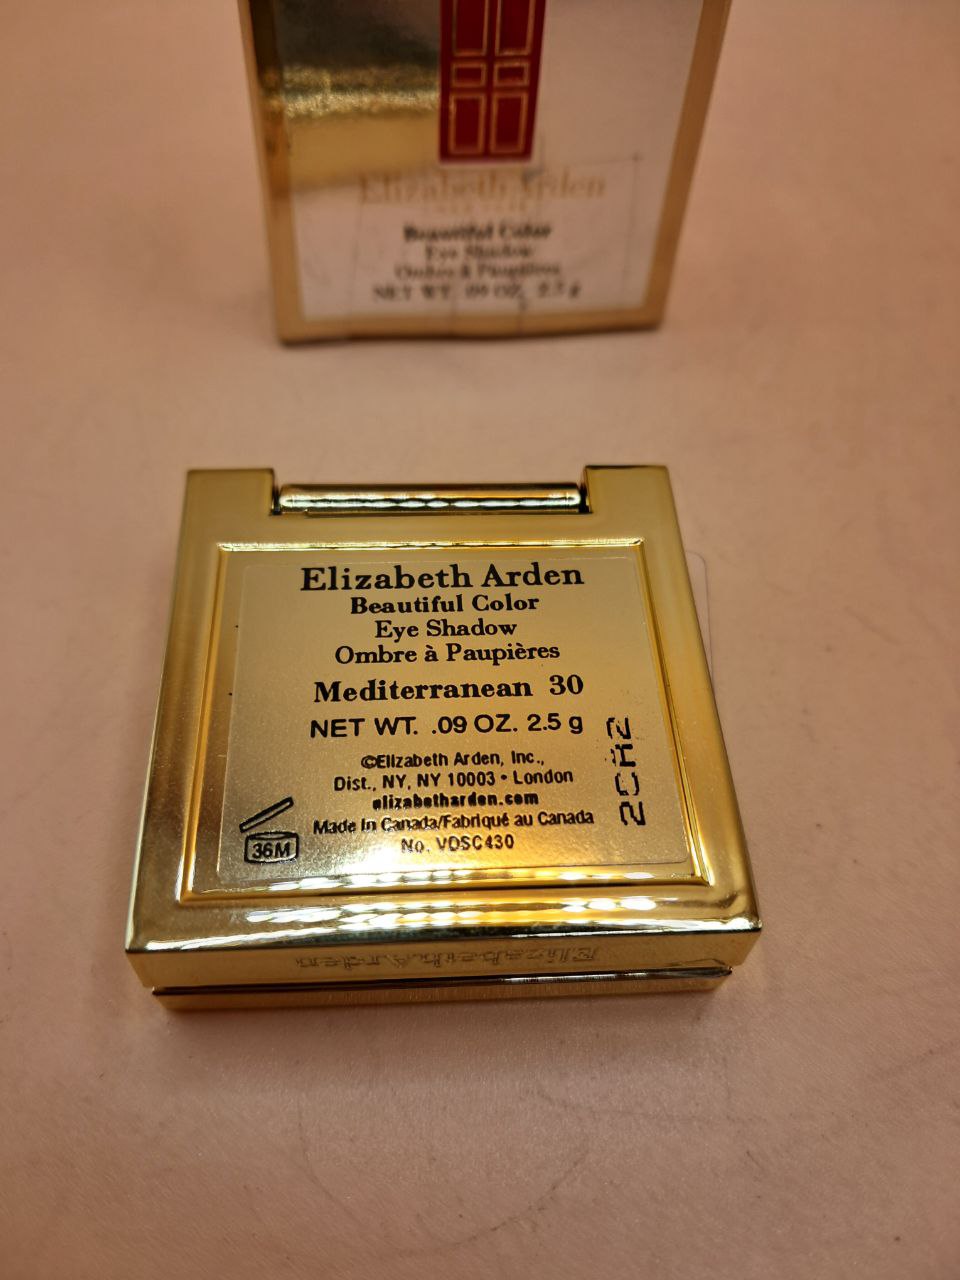 Elizabeth Arden
Beautiful Color
Eye Shadow
Ombre à Paupières
NET WT. .09 OZ. 2.5 g
Elizabeth Arden
Beautiful Color
Eye Shadow
Ombre à Paupières
Mediterranean 30
NET WT. .09 OZ. 2.5 g
©Elizabeth Arden, Inc.,
Dist., NY, NY 10003 • London
elizabetharden.com
Made in Canada/Fabriqué au Canada
No. VDSC430
36M
Elizabeth Arden